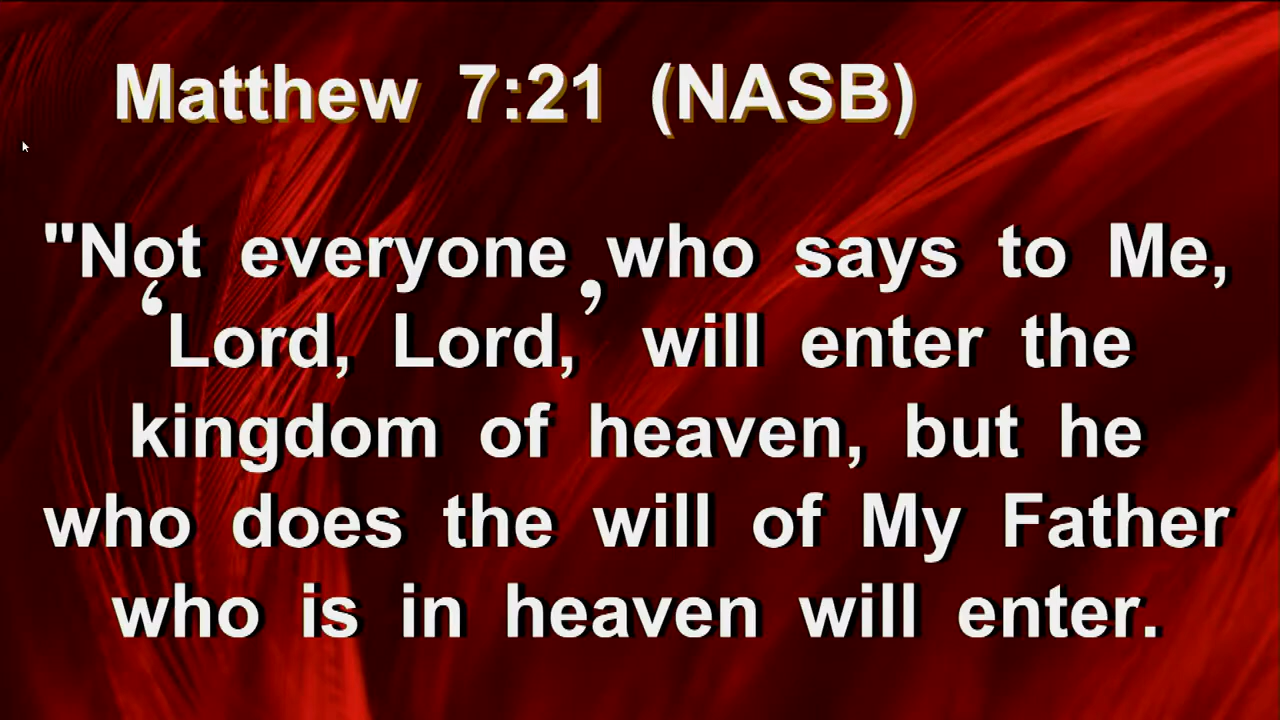 Matthew 7:21 (NASB)
"Not everyone who says to Me,
‘Lord, Lord,’ will enter the
kingdom of heaven, but he
who does the will of My Father
who is in heaven will enter.